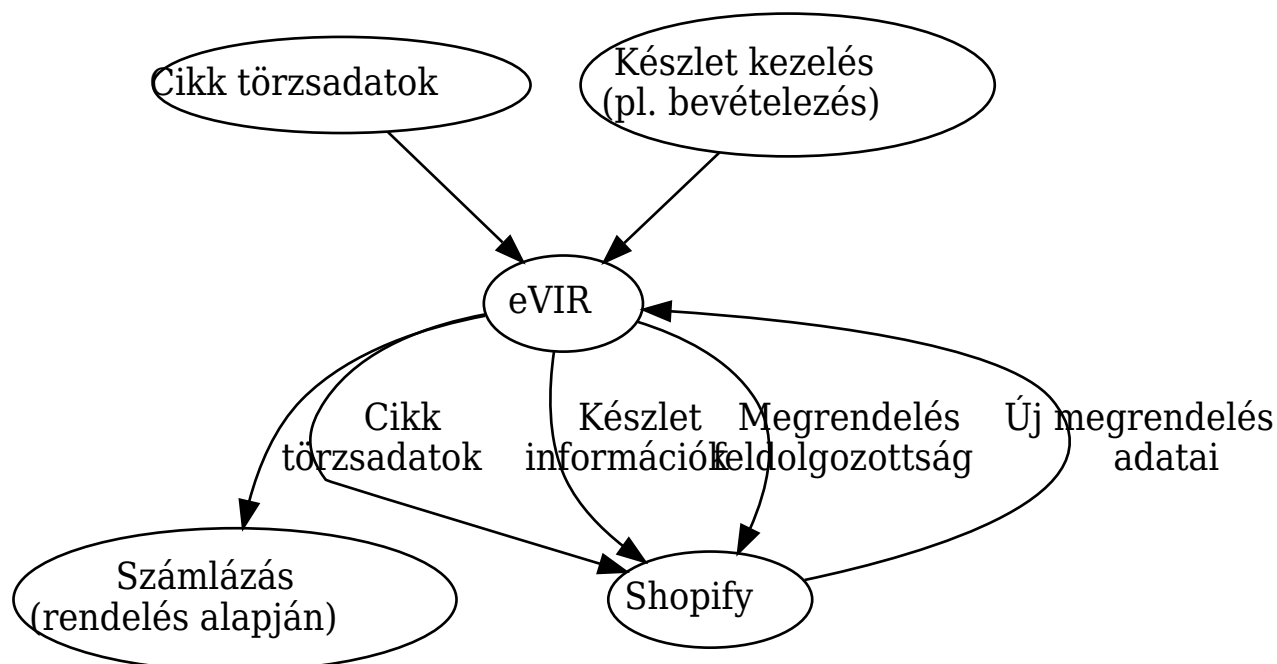 Cikk törzsadatok
Készlet kezelés
(pl. bevételezés)
eVIR
Cikk
törzsadatok
Készlet
információk
Megrendelés
feldolgozottság
Új megrendelés
adatai
Számlázás
(rendelés alapján)
Shopify